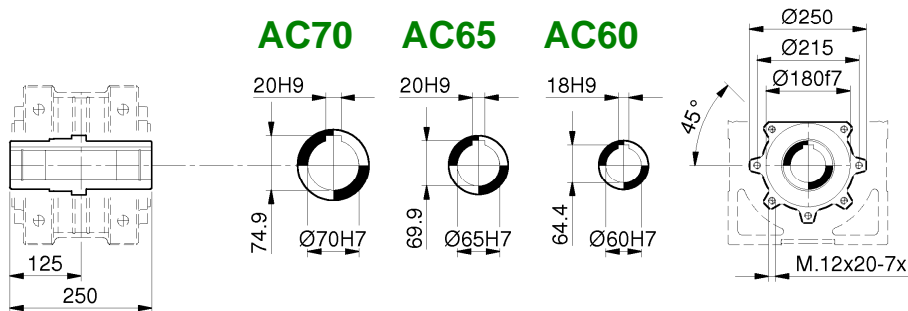 AC70 AC65 AC60
Ø250
Ø215
Ø180f7
20H9 20H9 18H9
45°
74.9 69.9 64.4
Ø70H7 Ø65H7 Ø60H7
125
250
M.12x20-7x